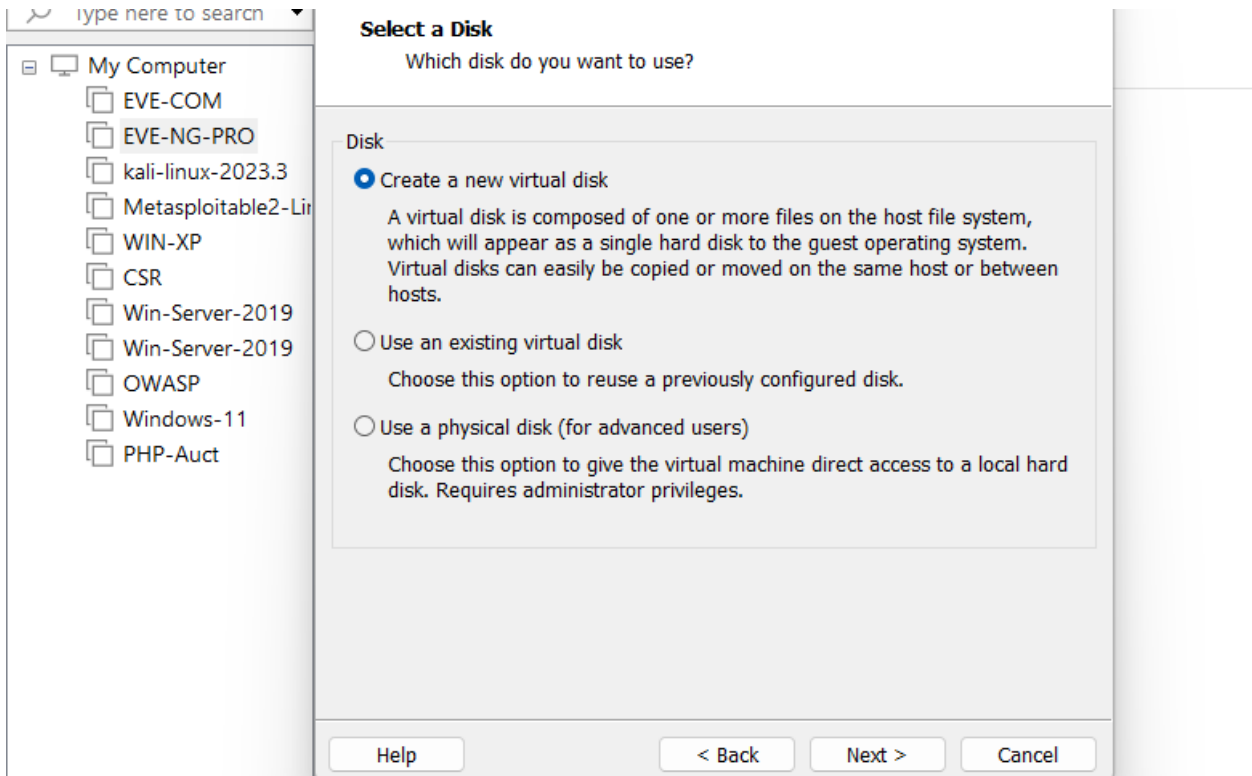 Type here to search
My Computer
EVE-COM
EVE-NG-PRO
kali-linux-2023.3
Metasploitable2-Lin
WIN-XP
CSR
Win-Server-2019
Win-Server-2019
OWASP
Windows-11
PHP-Auct
Select a Disk
Which disk do you want to use?
Disk
Create a new virtual disk
A virtual disk is composed of one or more files on the host file system,
which will appear as a single hard disk to the guest operating system.
Virtual disks can easily be copied or moved on the same host or between
hosts.
Use an existing virtual disk
Choose this option to reuse a previously configured disk.
Use a physical disk (for advanced users)
Choose this option to give the virtual machine direct access to a local hard
disk. Requires administrator privileges.
Help
< Back
Next >
Cancel